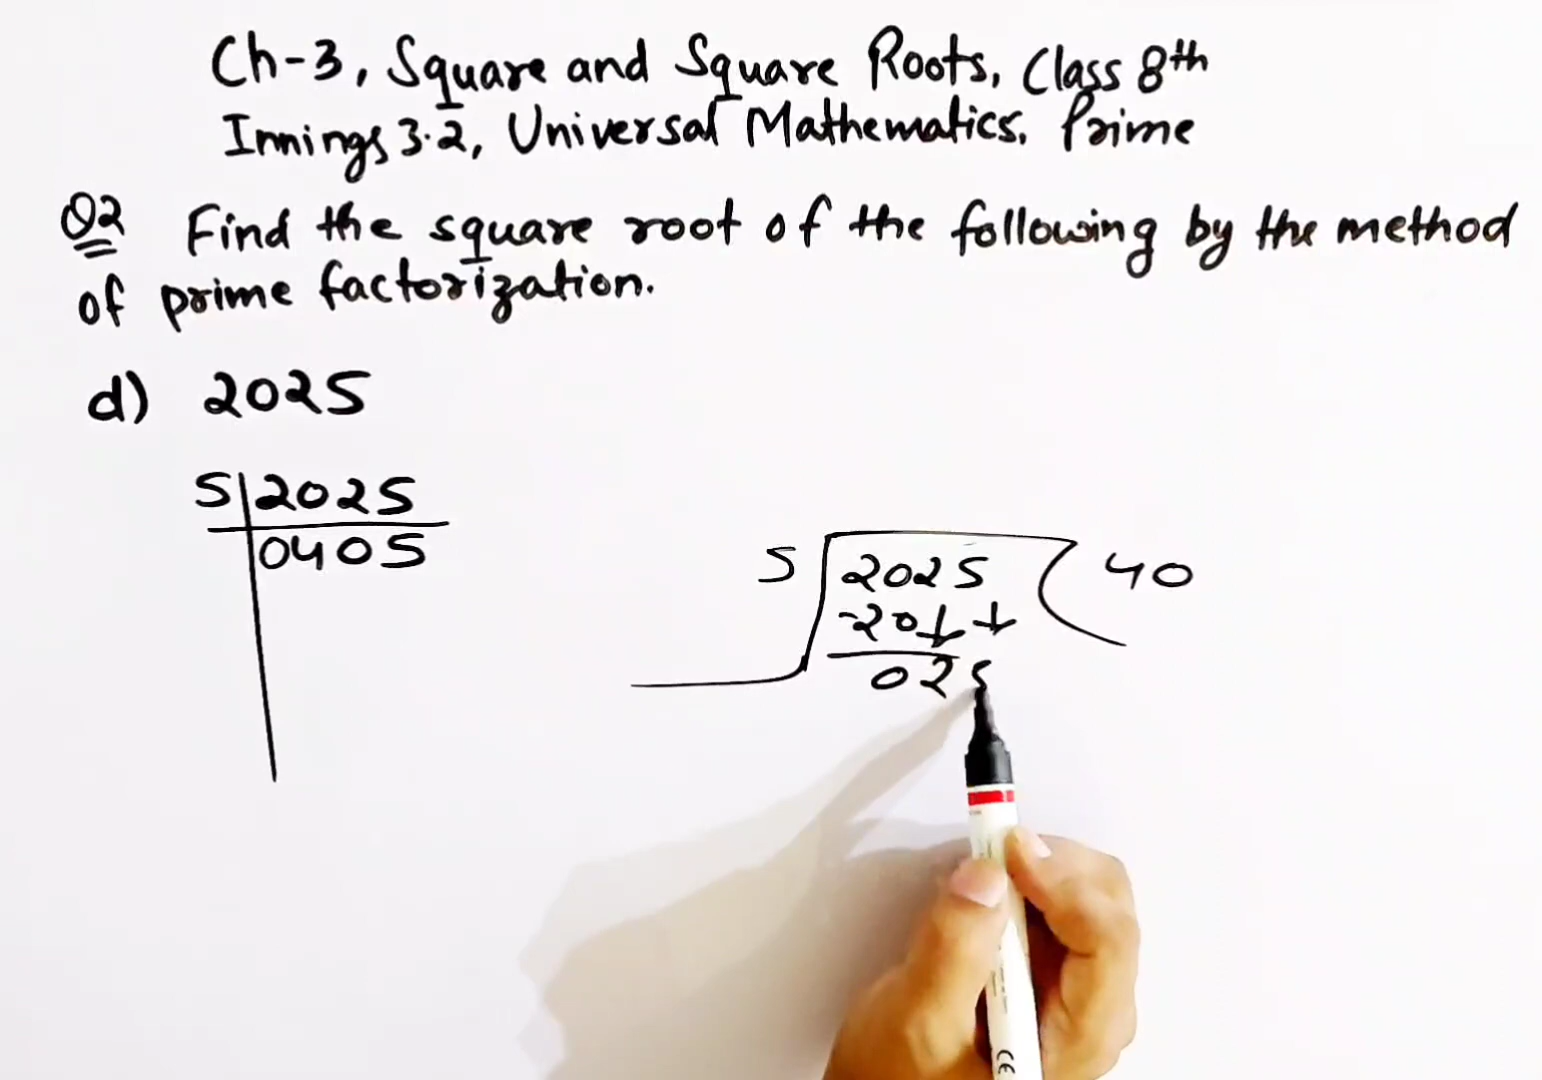 Ch-3, Square and Square Roots, Class 8th
Innings 3.2, Universal Mathematics, Prime
Q2 Find the square root of the following by the method
of prime factorization.
d) 2025
5 2025
0405
5 2025 40
-20
025
CE